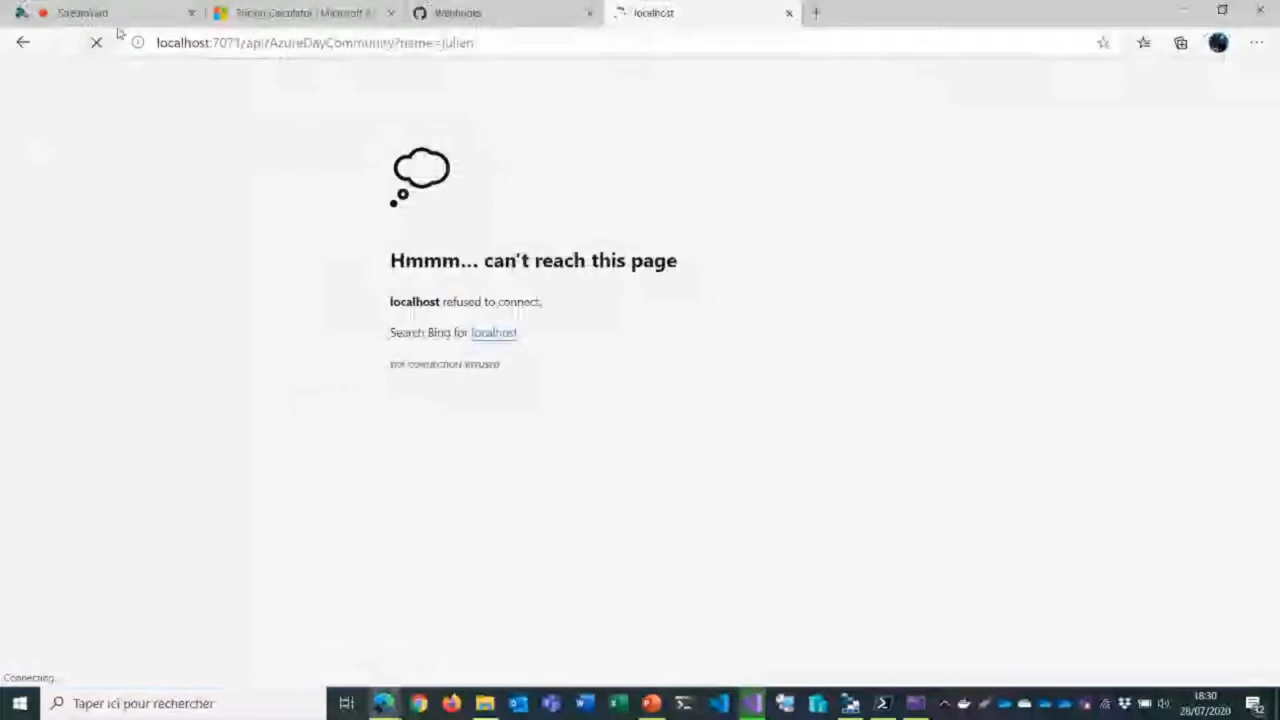 StreamYard
Pricing Calculator | Microsoft A
Webhooks
localhost
localhost:7071/api/AzureDayCommunity?name=Julien
Hmmm... can't reach this page
localhost refused to connect.
Search Bing for localhost
ERR_CONNECTION_REFUSED
Connecting...
Taper ici pour rechercher
18:30
28/07/2020